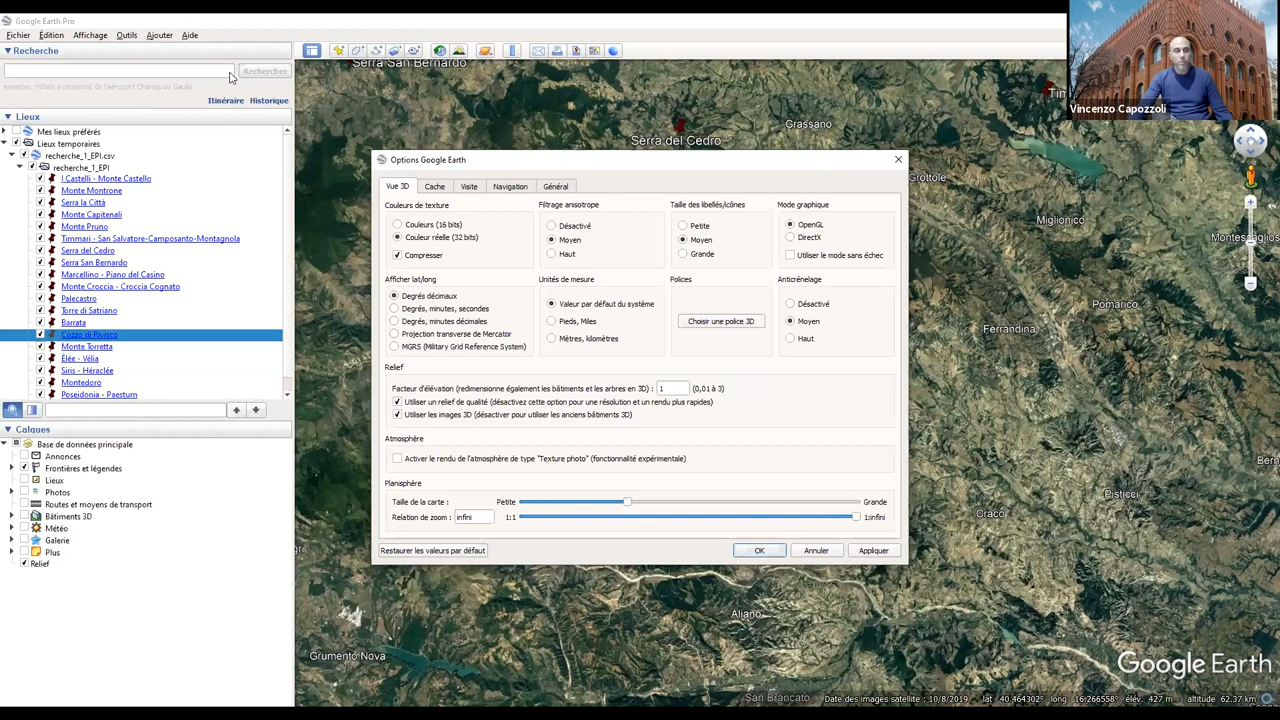 Google Earth Pro
Fichier Édition Affichage Outils Ajouter Aide
Recherche
Rechercher
exemple: Hôtels à proximité de l'aéroport Charles de Gaulle
Itinéraire Historique
Lieux
Mes lieux préférés
Lieux temporaires
recherche_1_EPI.csv
recherche_1_EPI
I Castelli - Monte Castello
Monte Montrone
Serra la Città
Monte Capitenali
Monte Pruno
Timmari - San Salvatore-Camposanto-Montagnola
Serra del Cedro
Serra San Bernardo
Marcellino - Piano del Casino
Monte Croccia - Croccia Cognato
Palecastro
Torre di Satriano
Barrata
Cozzo di Rivisco
Monte Torretta
Élée - Vélia
Siris - Héraclée
Montedoro
Poseidonia - Paestum
Calques
Base de données principale
Annonces
Frontières et légendes
Lieux
Photos
Routes et moyens de transport
Bâtiments 3D
Météo
Galerie
Plus
Relief
Serra San Bernardo
Serra del Cedro
Grassano
Grottole
Miglionico
Pomarico
Ferrandina
Pisticci
Craco
Aliano
Grumento Nova
San Brancato
Vincenzo Capozzoli
Options Google Earth
Vue 3D Cache Visite Navigation Général
Couleurs de texture
Couleurs (16 bits)
Couleur réelle (32 bits)
Compresser
Filtrage anisotrope
Désactivé
Moyen
Haut
Taille des libellés/icônes
Petite
Moyen
Grande
Mode graphique
OpenGL
DirectX
Utiliser le mode sans échec
Afficher lat/long
Degrés décimaux
Degrés, minutes, secondes
Degrés, minutes décimales
Projection transverse de Mercator
MGRS (Military Grid Reference System)
Unités de mesure
Valeur par défaut du système
Pieds, Miles
Mètres, kilomètres
Polices
Choisir une police 3D
Anticrénelage
Désactivé
Moyen
Haut
Relief
Facteur d'élévation (redimensionne également les bâtiments et les arbres en 3D) : 1 (0,01 à 3)
Utiliser un relief de qualité (désactivez cette option pour une résolution et un rendu plus rapides)
Utiliser les images 3D (désactiver pour utiliser les anciens bâtiments 3D)
Atmosphère
Activer le rendu de l'atmosphère de type "Texture photo" (fonctionnalité expérimentale)
Planisphère
Taille de la carte : Petite Grande
Relation de zoom : infini 1:1 1:infini
Restaurer les valeurs par défaut OK Annuler Appliquer
Google Earth
Date des images satellite : 10/8/2019 lat 40.464302° long 16.266558° élév. 427 m altitude 62.37 km